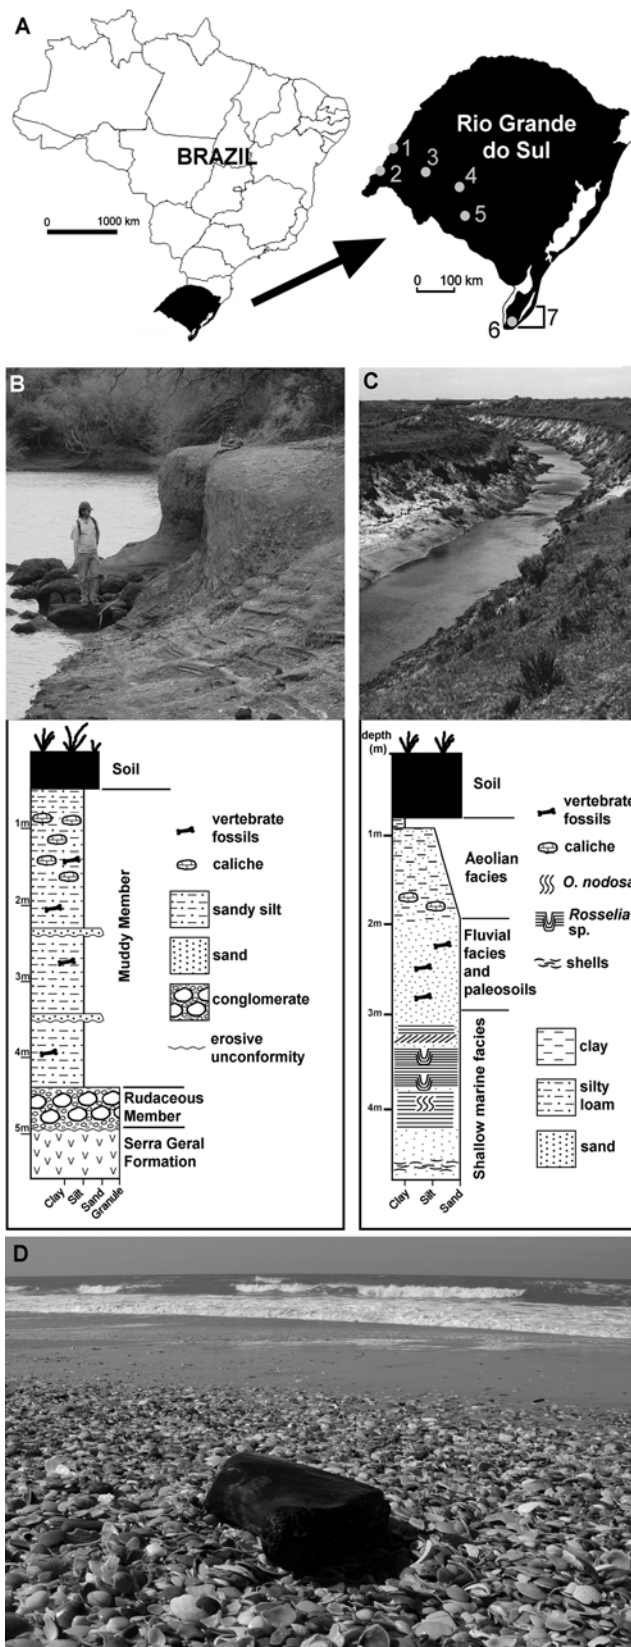 A
BRAZIL
0 1000 km
Rio Grande
do Sul
1
2
3
4
5
6
7
0 100 km
B
C
Soil
1m
2m
3m
4m
5m
Muddy Member
Rudaceous
Member
Serra Geral
Formation
Clay
Silt
Sand
Granule
vertebrate
fossils
caliche
sandy silt
sand
conglomerate
erosive
unconformity
depth
(m)
1m
2m
3m
4m
Soil
Aeolian
facies
Fluvial
facies
and
paleosoils
Shallow marine facies
Clay
Silt
Sand
vertebrate
fossils
caliche
O. nodosa
Rosselia
sp.
shells
clay
silty
loam
sand
D